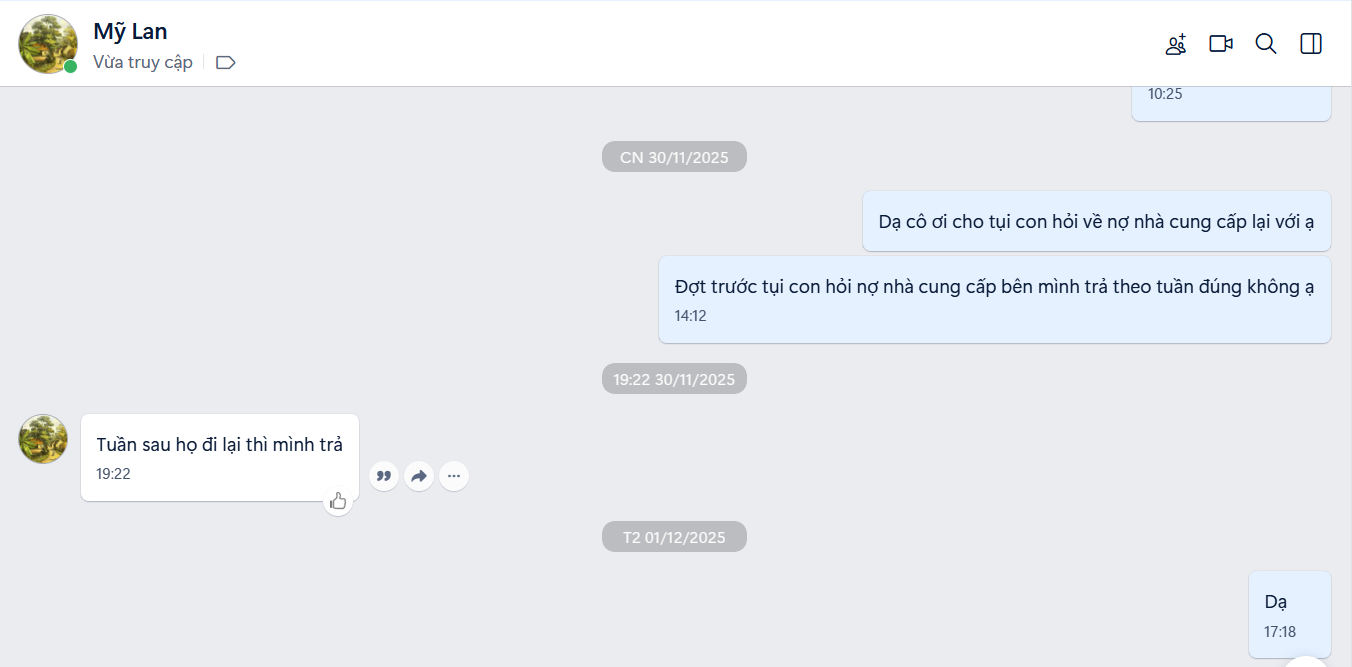 Mỹ Lan
Vừa truy cập
10:25
CN 30/11/2025
Dạ cô ơi cho tụi con hỏi về nợ nhà cung cấp lại với ạ
Đợt trước tụi con hỏi nợ nhà cung cấp bên mình trả theo tuần đúng không ạ
14:12
19:22 30/11/2025
Tuần sau họ đi lại thì mình trả
19:22
T2 01/12/2025
Dạ
17:18